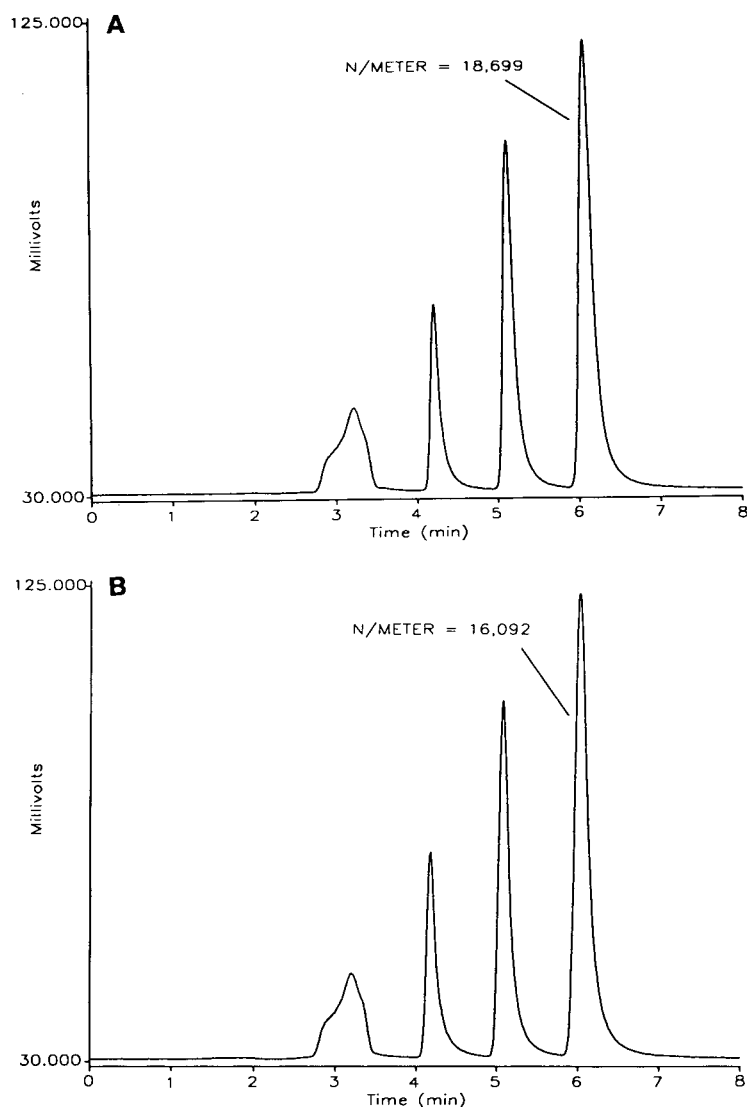 125.000
A
N/METER = 18,699
Millivolts
30.000
0 1 2 3 4 5 6 7 8
Time (min)
125.000
B
N/METER = 16,092
Millivolts
30.000
0 1 2 3 4 5 6 7 8
Time (min)